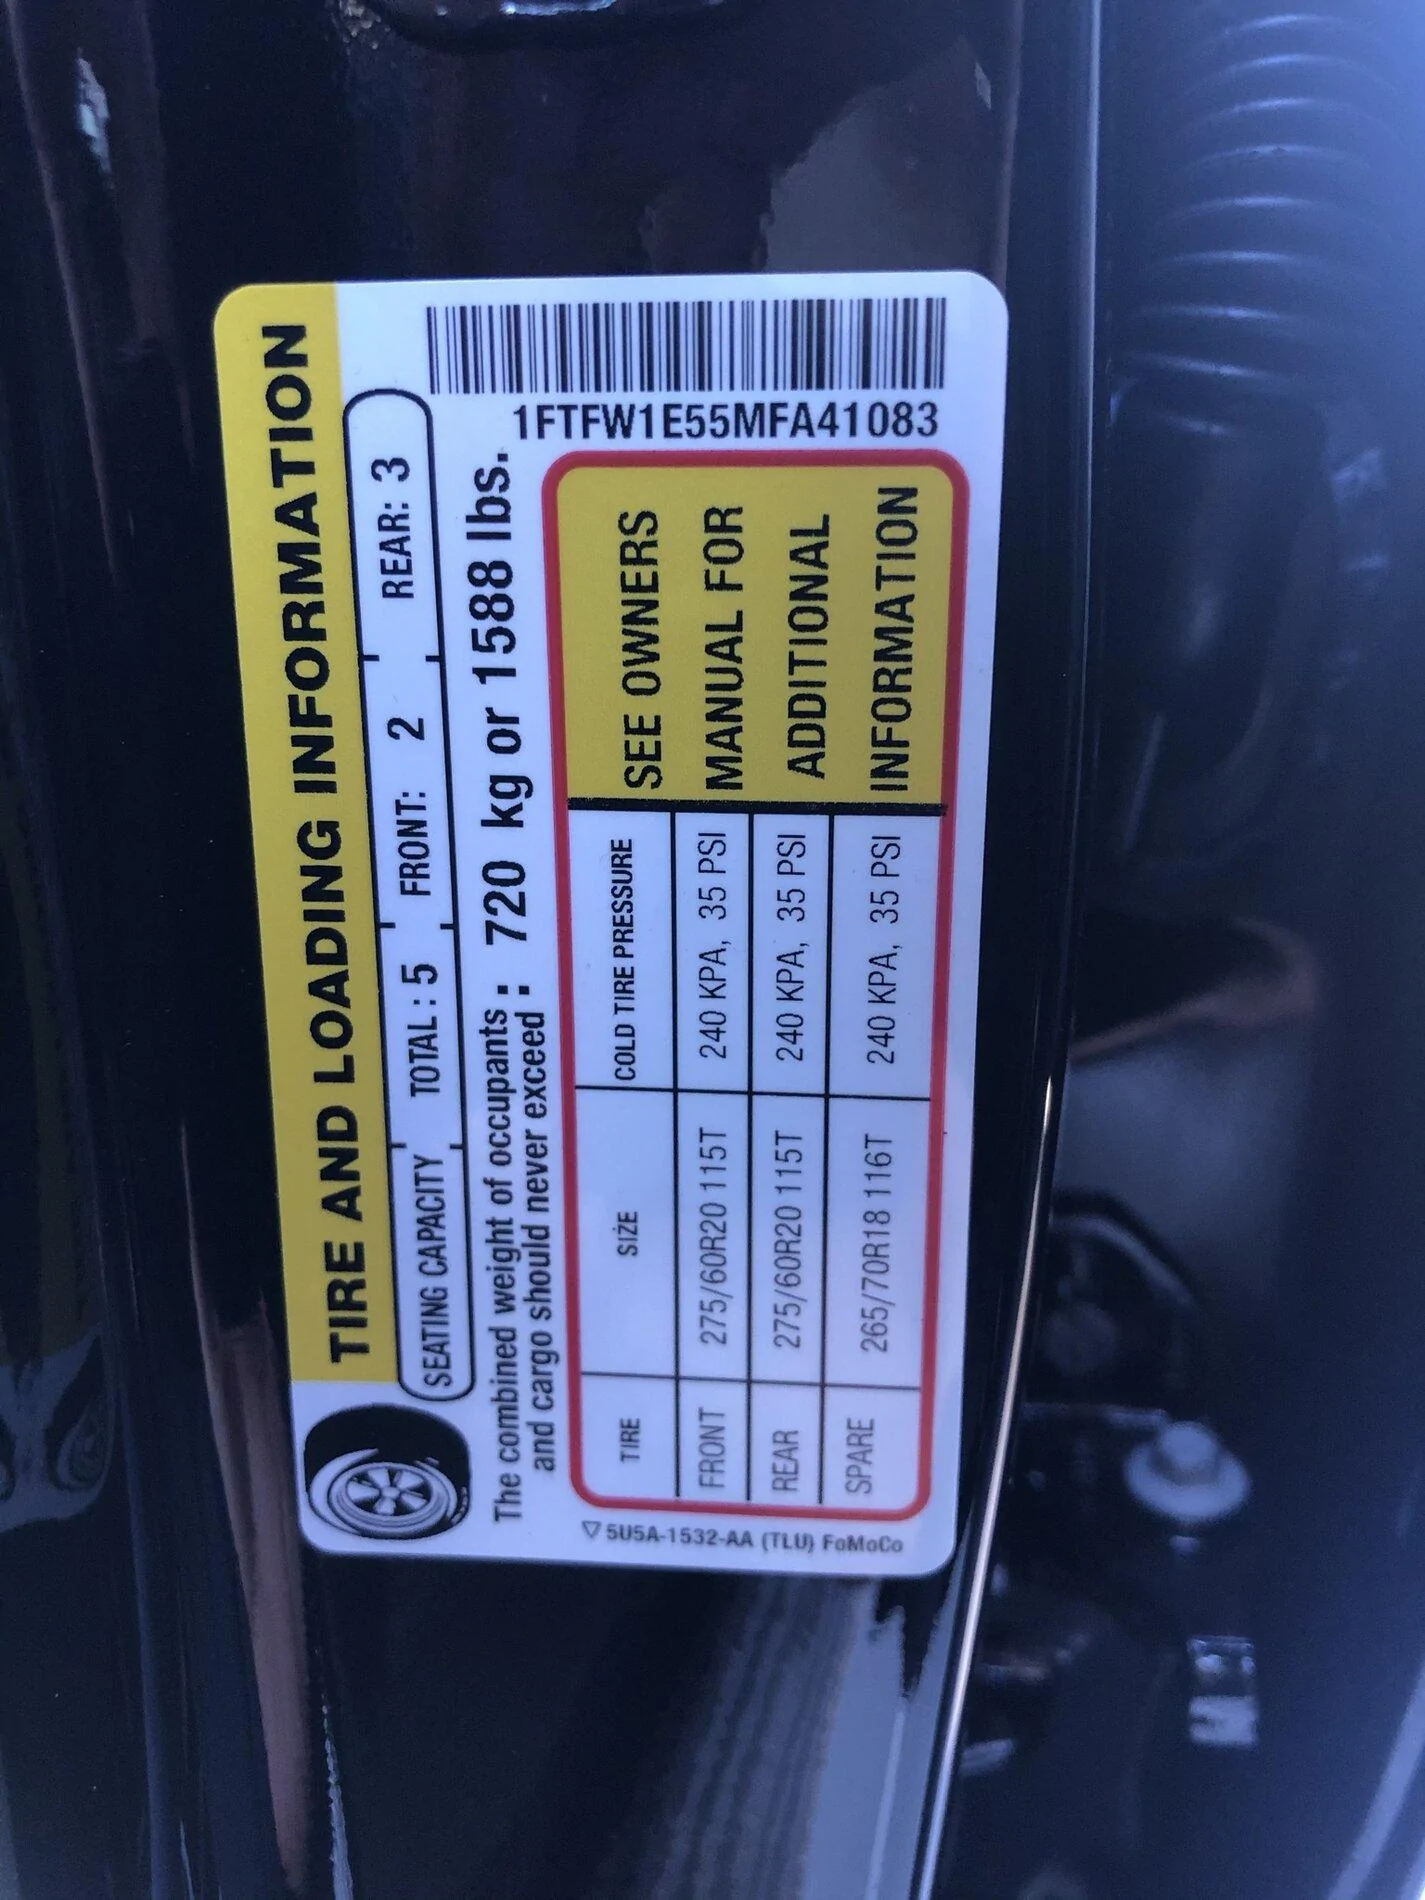 TIRE AND LOADING INFORMATION
SEATING CAPACITY TOTAL : 5 FRONT: 2 REAR: 3
The combined weight of occupants : 720 kg or 1588 lbs.
and cargo should never exceed :
1FTFW1E55MFA41083
TIRE SIZE COLD TIRE PRESSURE
FRONT 275/60R20 115T 240 KPA, 35 PSI
REAR 275/60R20 115T 240 KPA, 35 PSI
SPARE 265/70R18 116T 240 KPA, 35 PSI
SEE OWNERS
MANUAL FOR
ADDITIONAL
INFORMATION
5U5A-1532-AA (TLU) FoMoCo